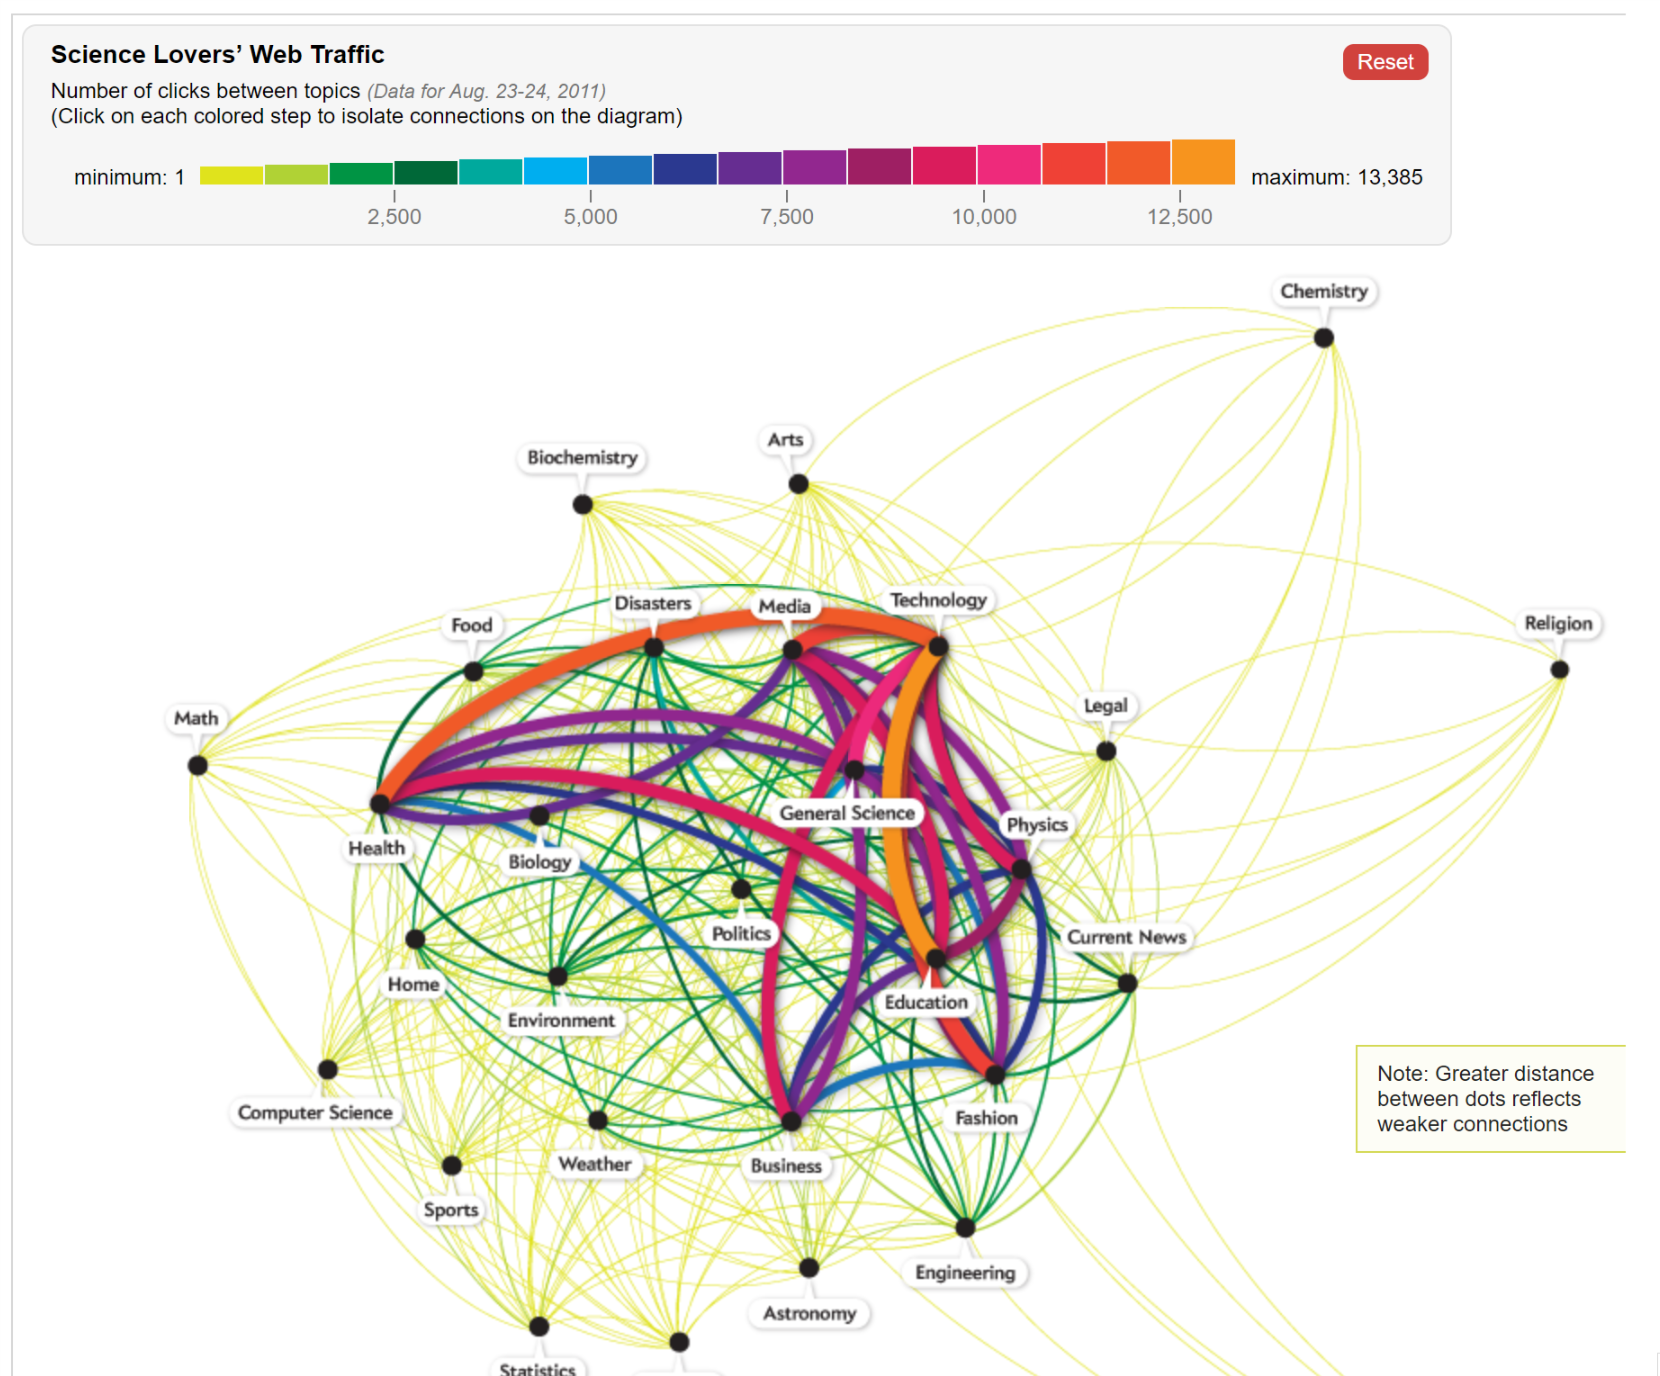 Science Lovers’ Web Traffic
Reset
Number of clicks between topics (Data for Aug. 23-24, 2011)
(Click on each colored step to isolate connections on the diagram)
minimum: 1
maximum: 13,385
2,500
5,000
7,500
10,000
12,500
Chemistry
Arts
Biochemistry
Disasters
Media
Technology
Food
Religion
Math
Legal
General Science
Physics
Health
Biology
Politics
Current News
Home
Education
Environment
Note: Greater distance
between dots reflects
weaker connections
Computer Science
Fashion
Weather
Business
Sports
Engineering
Astronomy
Statistics